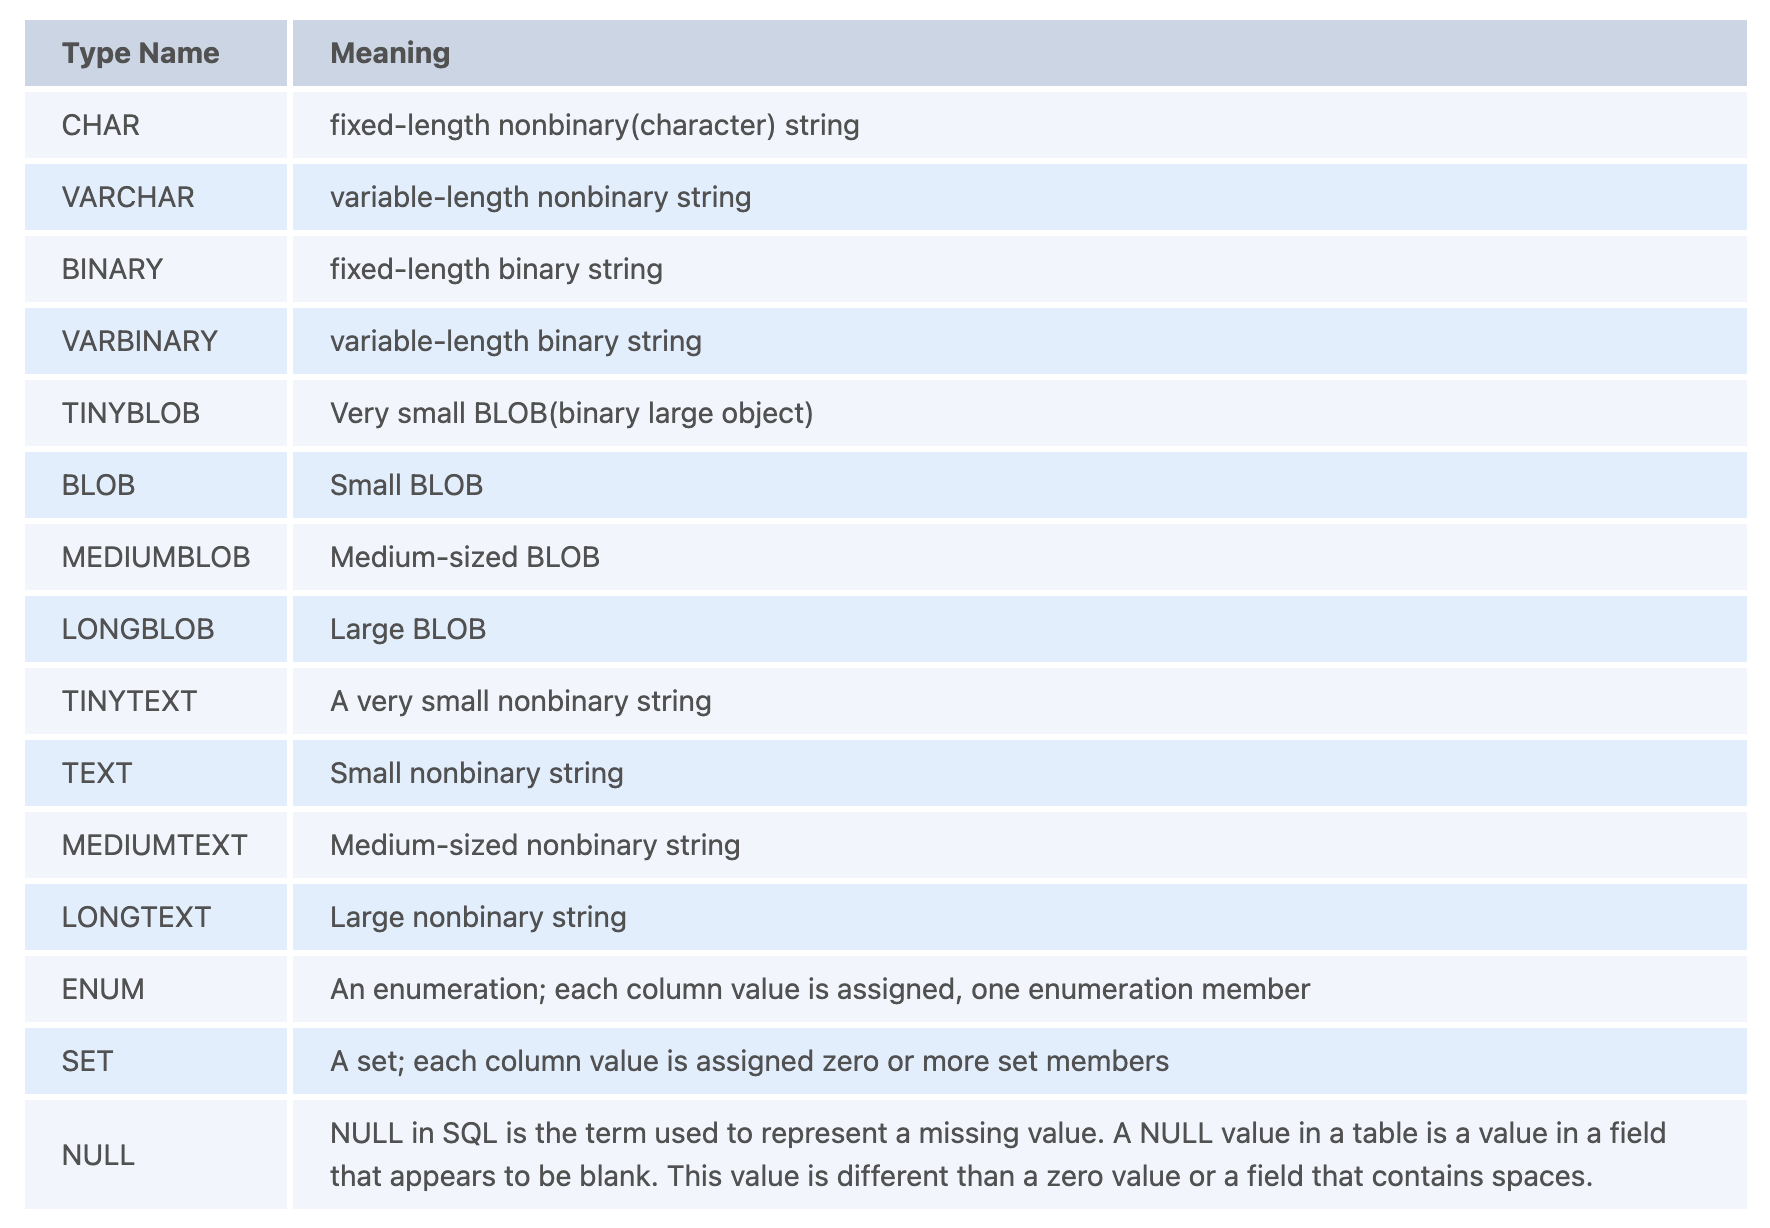 Type Name Meaning
CHAR fixed-length nonbinary(character) string
VARCHAR variable-length nonbinary string
BINARY fixed-length binary string
VARBINARY variable-length binary string
TINYBLOB Very small BLOB(binary large object)
BLOB Small BLOB
MEDIUMBLOB Medium-sized BLOB
LONGBLOB Large BLOB
TINYTEXT A very small nonbinary string
TEXT Small nonbinary string
MEDIUMTEXT Medium-sized nonbinary string
LONGTEXT Large nonbinary string
ENUM An enumeration; each column value is assigned, one enumeration member
SET A set; each column value is assigned zero or more set members
NULL NULL in SQL is the term used to represent a missing value. A NULL value in a table is a value in a field
that appears to be blank. This value is different than a zero value or a field that contains spaces.